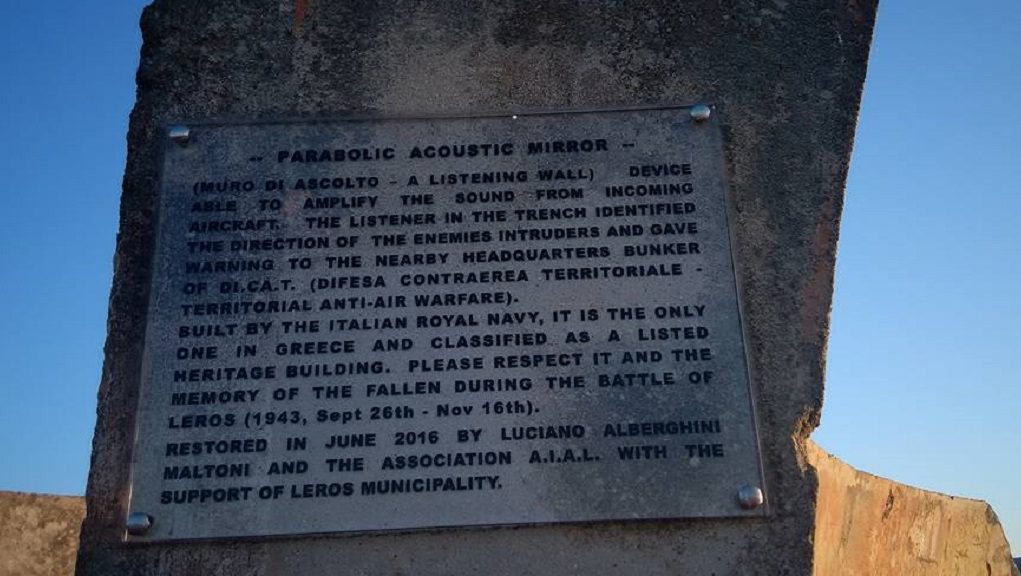 -- PARABOLIC ACOUSTIC MIRROR --
(MURO DI ASCOLTO - A LISTENING WALL) DEVICE
ABLE TO AMPLIFY THE SOUND FROM INCOMING
AIRCRAFT. THE LISTENER IN THE TRENCH IDENTIFIED
THE DIRECTION OF THE ENEMIES INTRUDERS AND GAVE
WARNING TO THE NEARBY HEADQUARTERS BUNKER
OF DI.CA.T. (DIFESA CONTRAEREA TERRITORIALE -
TERRITORIAL ANTI-AIR WARFARE).
BUILT BY THE ITALIAN ROYAL NAVY, IT IS THE ONLY
ONE IN GREECE AND CLASSIFIED AS A LISTED
HERITAGE BUILDING. PLEASE RESPECT IT AND THE
MEMORY OF THE FALLEN DURING THE BATTLE OF
LEROS (1943, Sept 26th - Nov 16th).
RESTORED IN JUNE 2016 BY LUCIANO ALBERGHINI
MALTONI AND THE ASSOCIATION A.I.A.L. WITH THE
SUPPORT OF LEROS MUNICIPALITY.